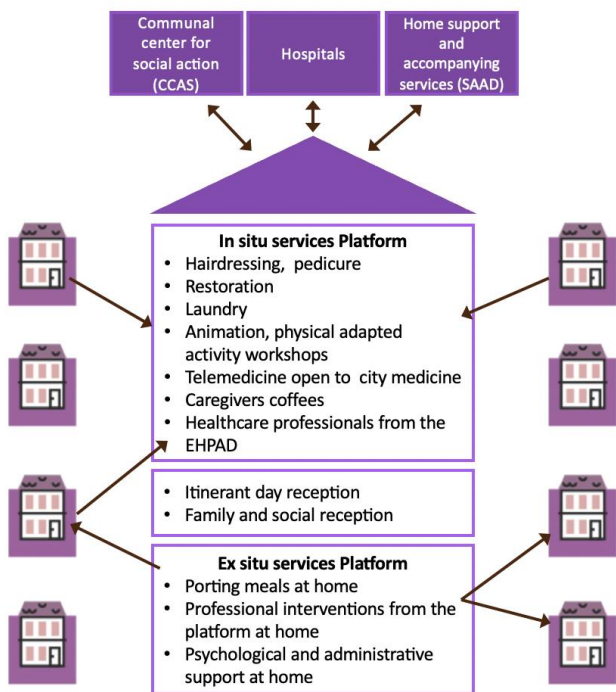 Communal
center for
social action
(CCAS)
Hospitals
Home support
and
accompanying
services (SAAD)
In situ services Platform
• Hairdressing, pedicure
• Restoration
• Laundry
• Animation, physical adapted
activity workshops
• Telemedicine open to city medicine
• Caregivers coffees
• Healthcare professionals from the
EHPAD
• Itinerant day reception
• Family and social reception
Ex situ services Platform
• Porting meals at home
• Professional interventions from the
platform at home
• Psychological and administrative
support at home